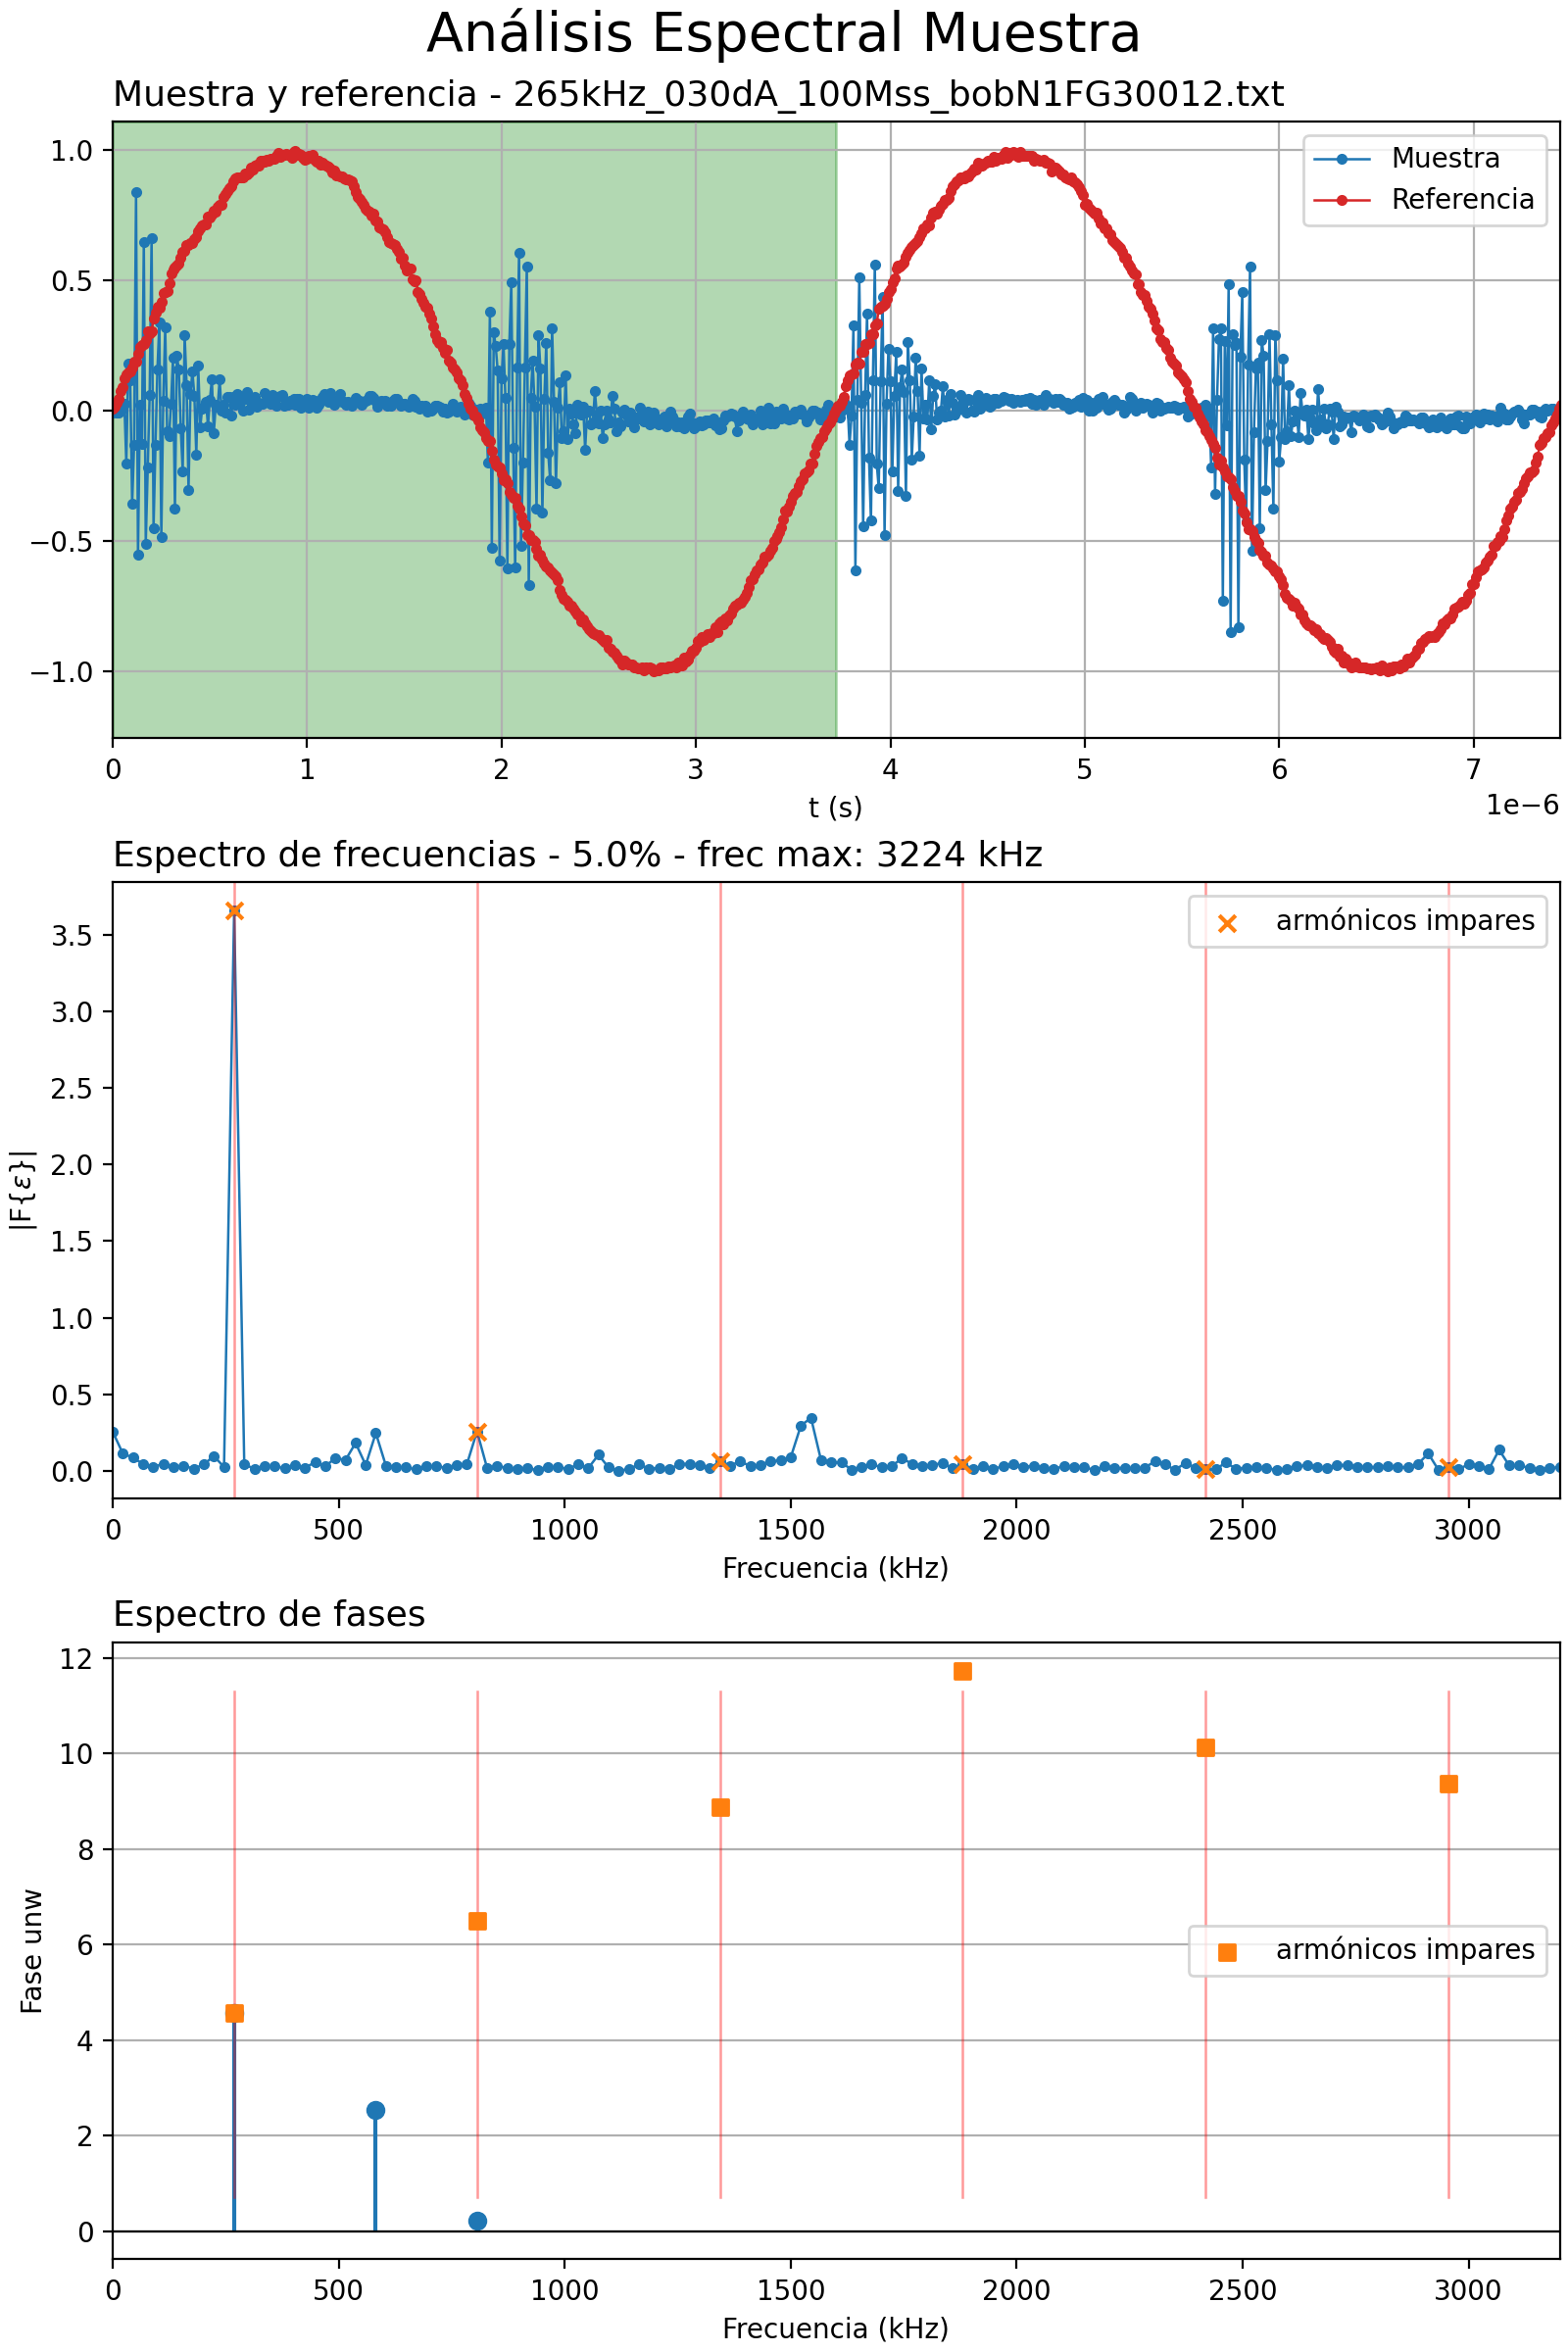 Análisis Espectral Muestra
Muestra y referencia - 265kHz_030dA_100Mss_bobN1FG30012.txt
Muestra
Referencia
1.0
0.5
0.0
−0.5
−1.0
0 1 2 3 4 5 6 7
t (s)
1e−6
Espectro de frecuencias - 5.0% - frec max: 3224 kHz
armónicos impares
|F{ε}|
3.5
3.0
2.5
2.0
1.5
1.0
0.5
0.0
0 500 1000 1500 2000 2500 3000
Frecuencia (kHz)
Espectro de fases
armónicos impares
Fase unw
12
10
8
6
4
2
0
0 500 1000 1500 2000 2500 3000
Frecuencia (kHz)